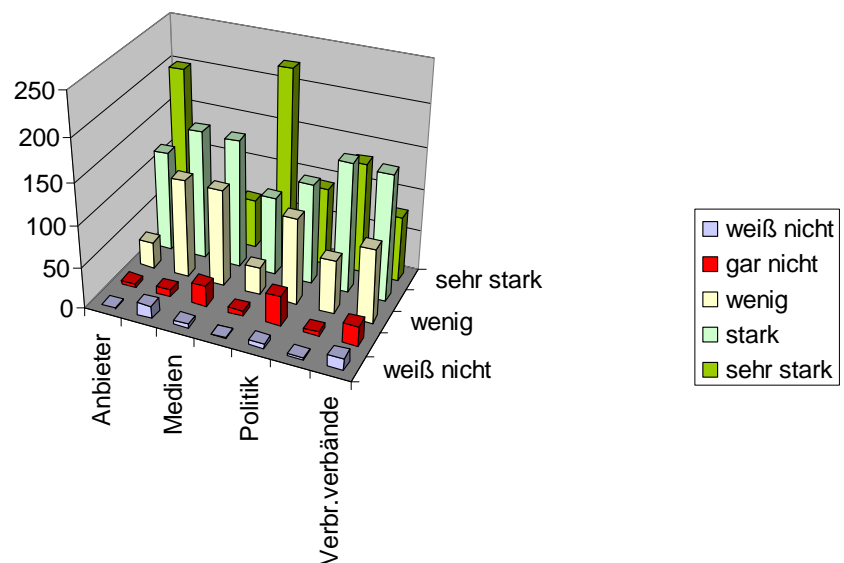 250
200
150
100
50
0
Anbieter
Medien
Politik
Verbr.verbände
sehr stark
wenig
weiß nicht
weiß nicht
gar nicht
wenig
stark
sehr stark